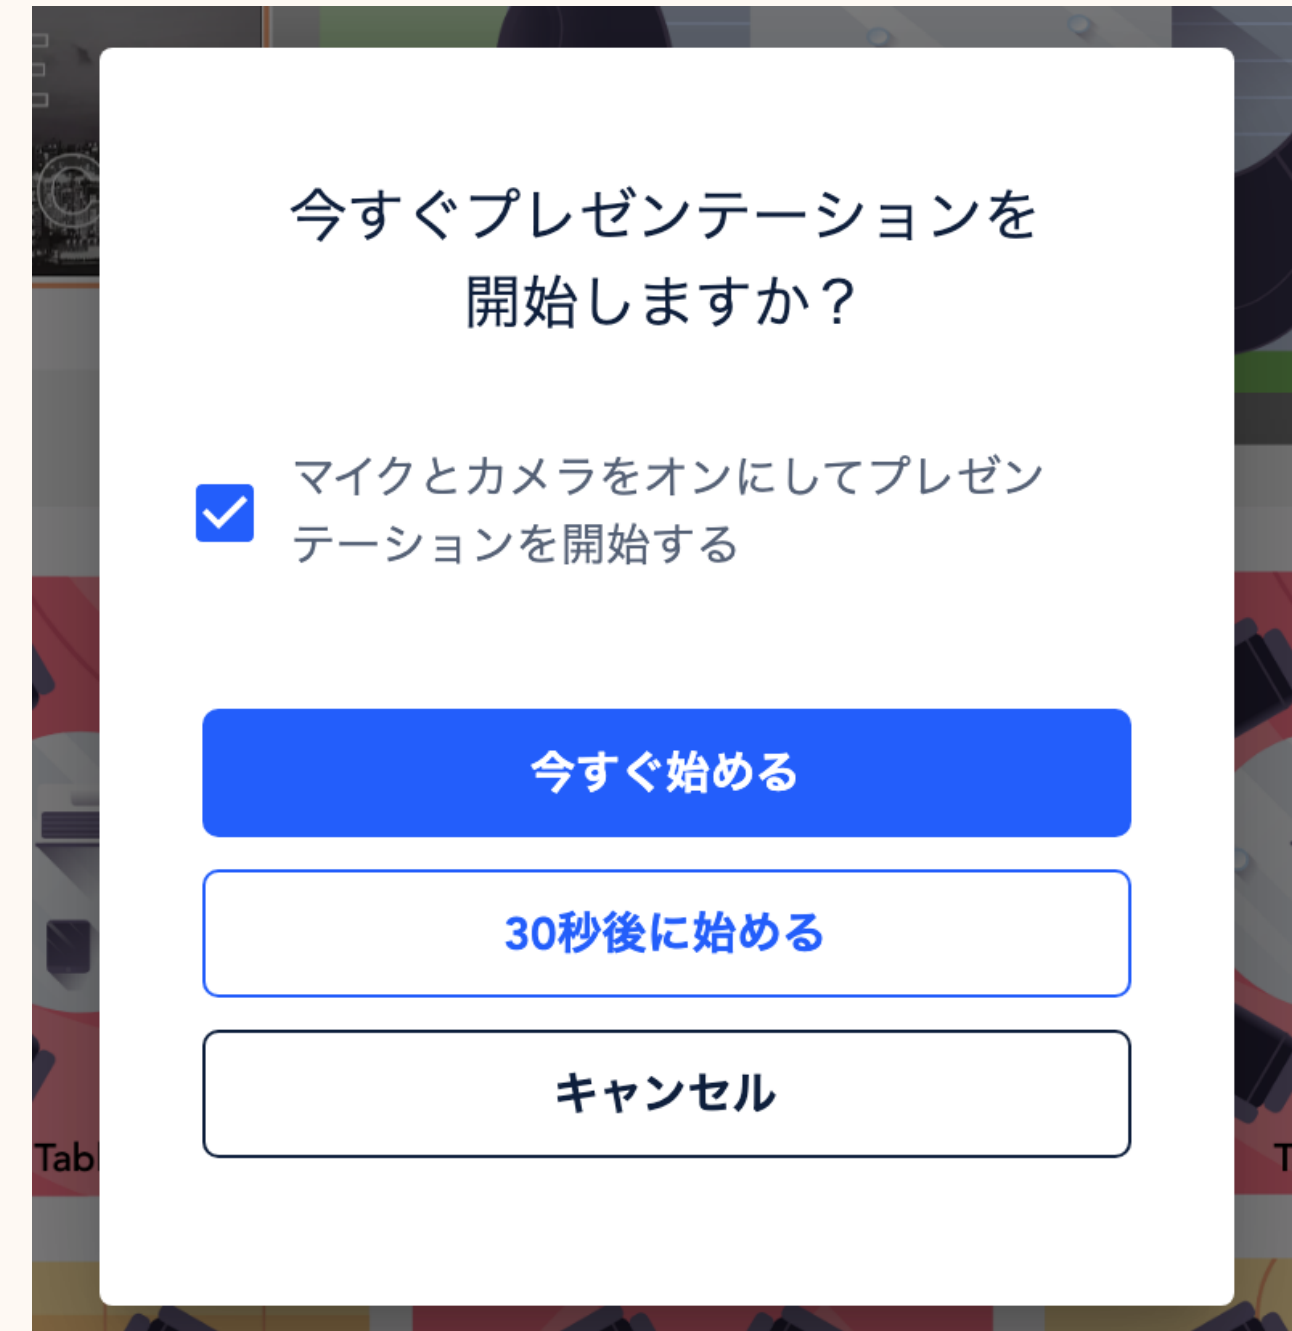 今すぐプレゼンテーションを
開始しますか？
マイクとカメラをオンにしてプレゼン
テーションを開始する
今すぐ始める
30秒後に始める
キャンセル